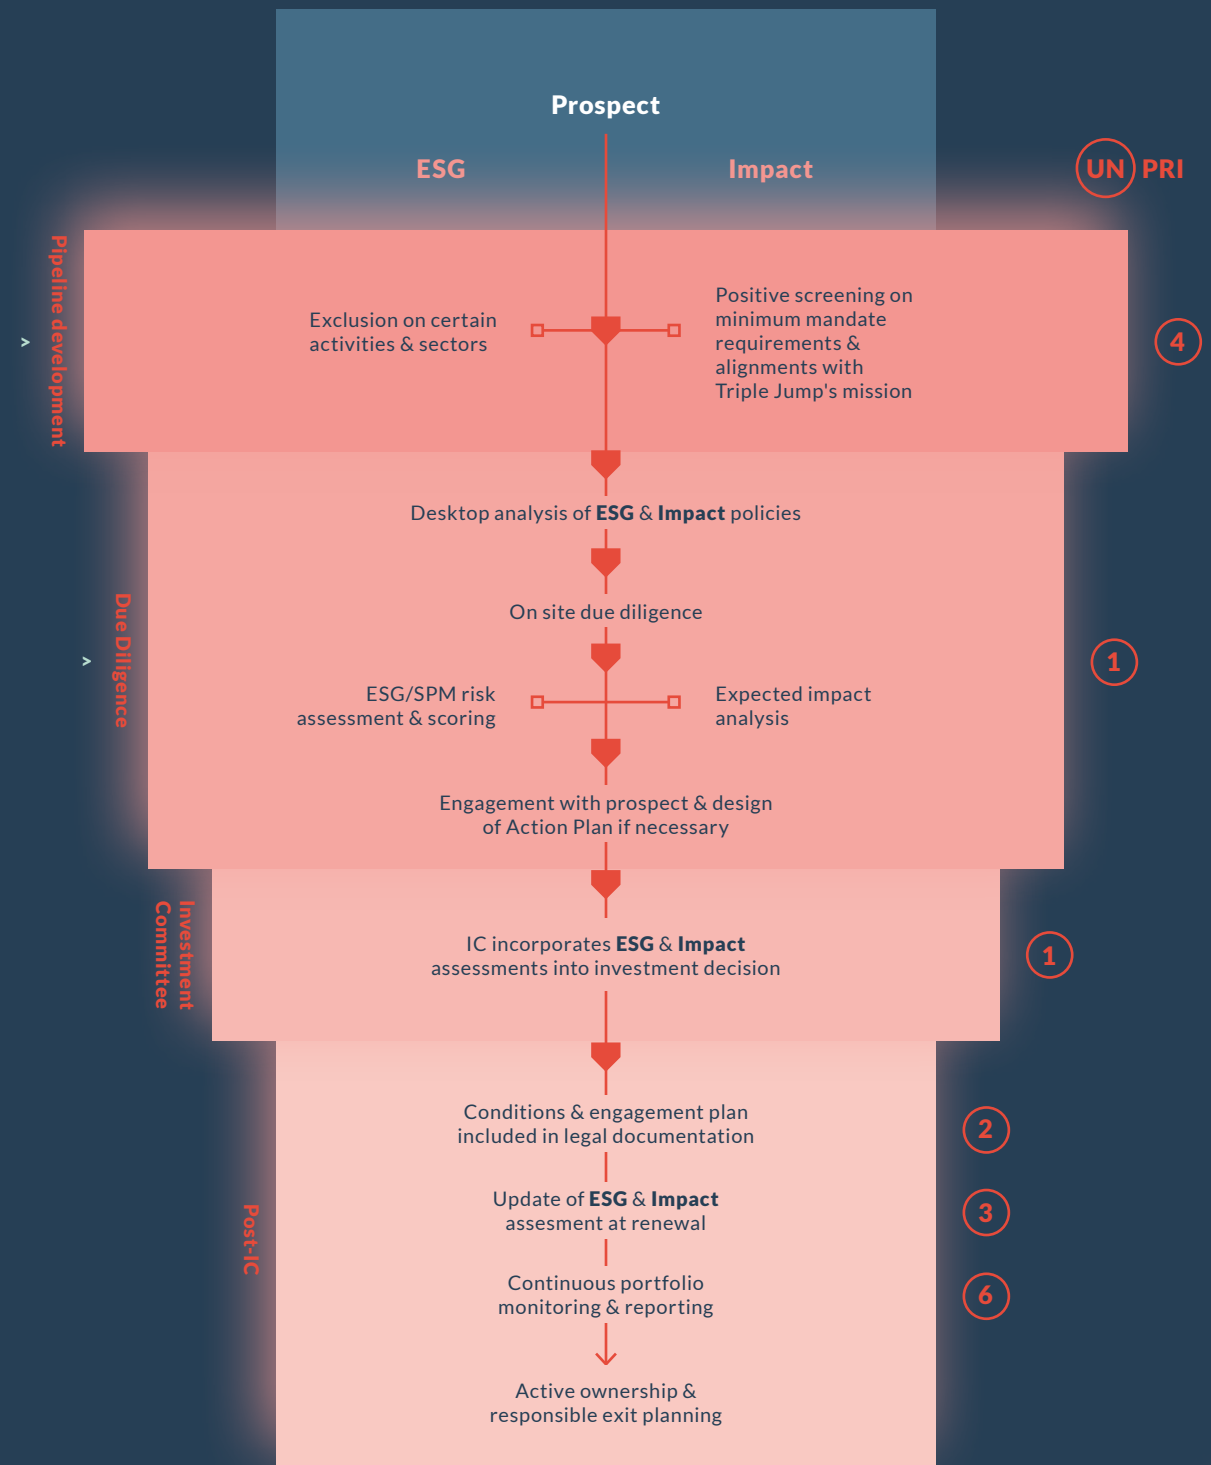 Prospect
ESG
Impact
UN PRI
Pipeline development
>
Exclusion on certain
activities & sectors
Positive screening on
minimum mandate
requirements &
alignments with
Triple Jump's mission
4
Due Diligence
>
Desktop analysis of ESG & Impact policies
On site due diligence
ESG/SPM risk
assessment & scoring
Expected impact
analysis
Engagement with prospect & design
of Action Plan if necessary
1
Investment
Committee
IC incorporates ESG & Impact
assessments into investment decision
1
Post-IC
Conditions & engagement plan
included in legal documentation
2
Update of ESG & Impact
assesment at renewal
3
Continuous portfolio
monitoring & reporting
6
Active ownership &
responsible exit planning